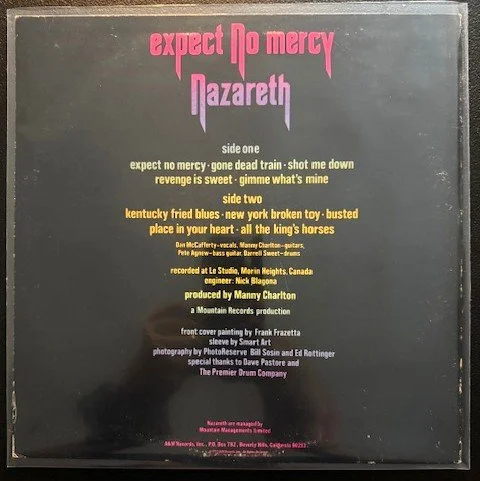 expect No mercy
Nazareth
side one
expect no mercy · gone dead train · shot me down
revenge is sweet · gimme what's mine
side two
kentucky fried blues · new york broken toy · busted
place in your heart · all the king's horses
Dan McCafferty-vocals, Manny Charlton-guitars,
Pete Agnew-bass guitar, Darrell Sweet-drums
recorded at Le Studio, Morin Heights, Canada
engineer: Nick Blagona
produced by Manny Charlton
a Mountain Records production
front cover painting by Frank Frazetta
sleeve by Smart Art
photography by PhotoReserve Bill Sosin and Ed Rottinger
special thanks to Dave Pastore and
The Premier Drum Company
Nazareth are managed by
Mountain Managements Limited
A&M Records, Inc., P.O. Box 782, Beverly Hills, California 90213